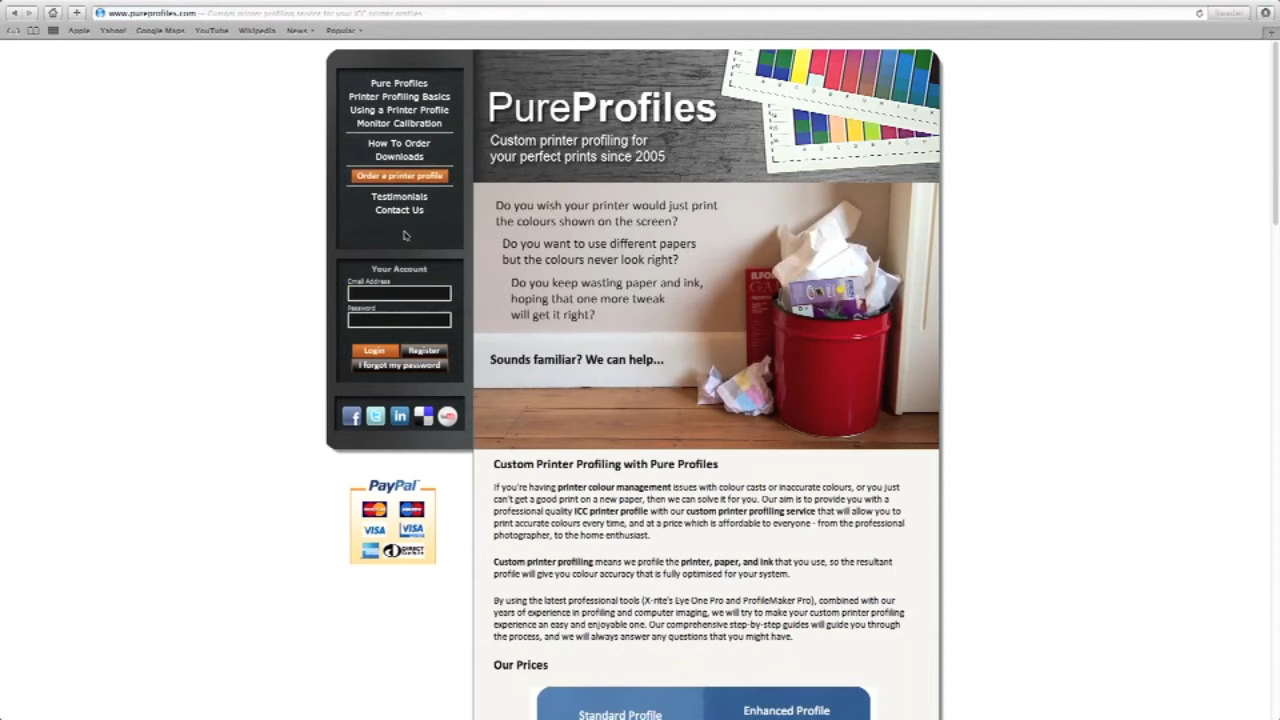 www.pureprofiles.com — Custom printer profiling service for your ICC printer profiles
Reader
Apple
Yahoo!
Google Maps
YouTube
Wikipedia
News
Popular
Pure Profiles
Printer Profiling Basics
Using a Printer Profile
Monitor Calibration
How To Order
Downloads
Order a printer profile
Testimonials
Contact Us
Your Account
Email Address
Password
Login
Register
I forgot my password
PayPal
VISA
VISA
PureProfiles
Custom printer profiling for
your perfect prints since 2005
Do you wish your printer would just print
the colours shown on the screen?
Do you want to use different papers
but the colours never look right?
Do you keep wasting paper and ink,
hoping that one more tweak
will get it right?
Sounds familiar? We can help...
Custom Printer Profiling with Pure Profiles
If you're having printer colour management issues with colour casts or inaccurate colours, or you just
can't get a good print on a new paper, then we can solve it for you. Our aim is to provide you with a
professional quality ICC printer profile with our custom printer profiling service that will allow you to
print accurate colours every time, and at a price which is affordable to everyone - from the professional
photographer, to the home enthusiast.
Custom printer profiling means we profile the printer, paper, and ink that you use, so the resultant
profile will give you colour accuracy that is fully optimised for your system.
By using the latest professional tools (X-rite's Eye One Pro and ProfileMaker Pro), combined with our
years of experience in profiling and computer imaging, we will try to make your custom printer profiling
experience an easy and enjoyable one. Our comprehensive step-by-step guides will guide you through
the process, and we will always answer any questions that you might have.
Our Prices
Standard Profile
Enhanced Profile